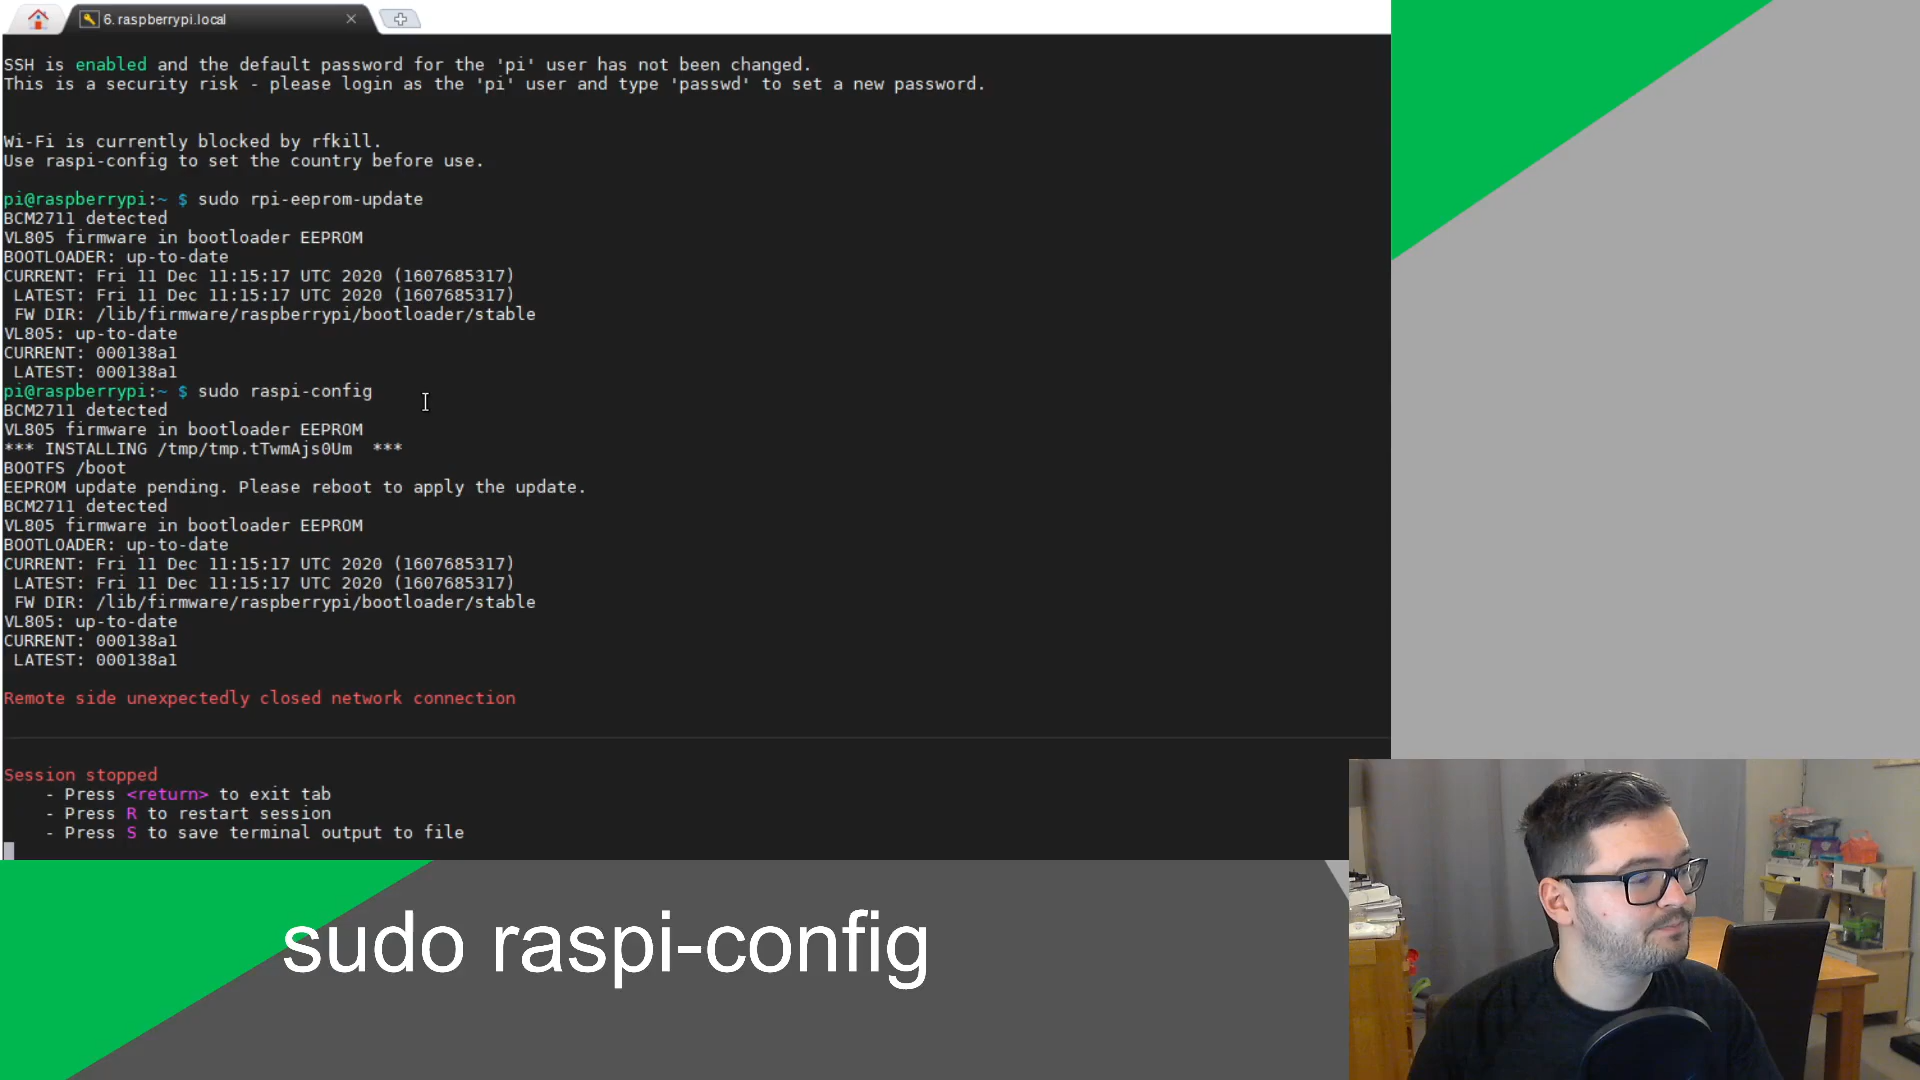 6. raspberrypi.local
SSH is enabled and the default password for the 'pi' user has not been changed.
This is a security risk - please login as the 'pi' user and type 'passwd' to set a new password.
Wi-Fi is currently blocked by rfkill.
Use raspi-config to set the country before use.
pi@raspberrypi:~ $ sudo rpi-eeprom-update
BCM2711 detected
VL805 firmware in bootloader EEPROM
BOOTLOADER: up-to-date
CURRENT: Fri 11 Dec 11:15:17 UTC 2020 (1607685317)
LATEST: Fri 11 Dec 11:15:17 UTC 2020 (1607685317)
FW DIR: /lib/firmware/raspberrypi/bootloader/stable
VL805: up-to-date
CURRENT: 000138a1
LATEST: 000138a1
pi@raspberrypi:~ $ sudo raspi-config
BCM2711 detected
VL805 firmware in bootloader EEPROM
*** INSTALLING /tmp/tmp.tTwmAjs0Um  ***
BOOTFS /boot
EEPROM update pending. Please reboot to apply the update.
BCM2711 detected
VL805 firmware in bootloader EEPROM
BOOTLOADER: up-to-date
CURRENT: Fri 11 Dec 11:15:17 UTC 2020 (1607685317)
LATEST: Fri 11 Dec 11:15:17 UTC 2020 (1607685317)
FW DIR: /lib/firmware/raspberrypi/bootloader/stable
VL805: up-to-date
CURRENT: 000138a1
LATEST: 000138a1
Remote side unexpectedly closed network connection
Session stopped
- Press <return> to exit tab
- Press R to restart session
- Press S to save terminal output to file
sudo raspi-config